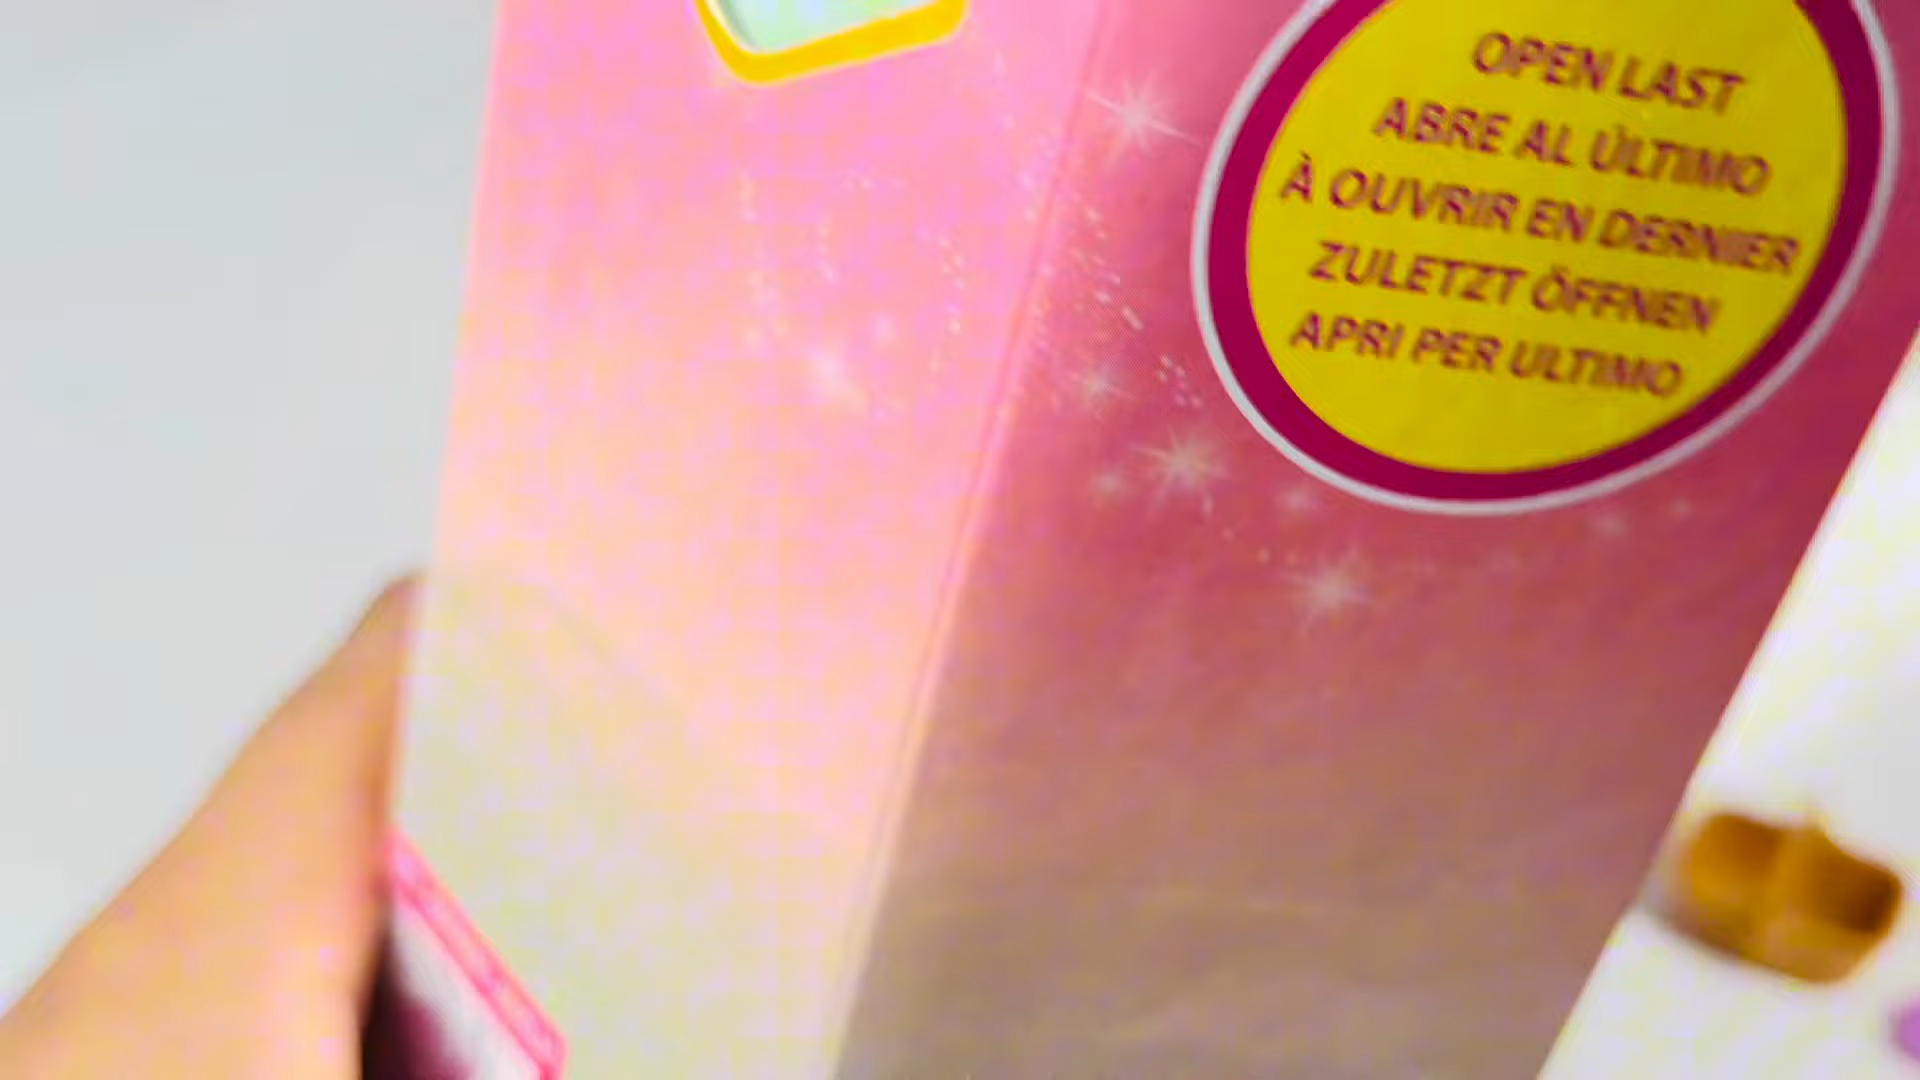 OPEN LAST
ABRE AL ÚLTIMO
À OUVRIR EN DERNIER
ZULETZT ÖFFNEN
APRI PER ULTIMO